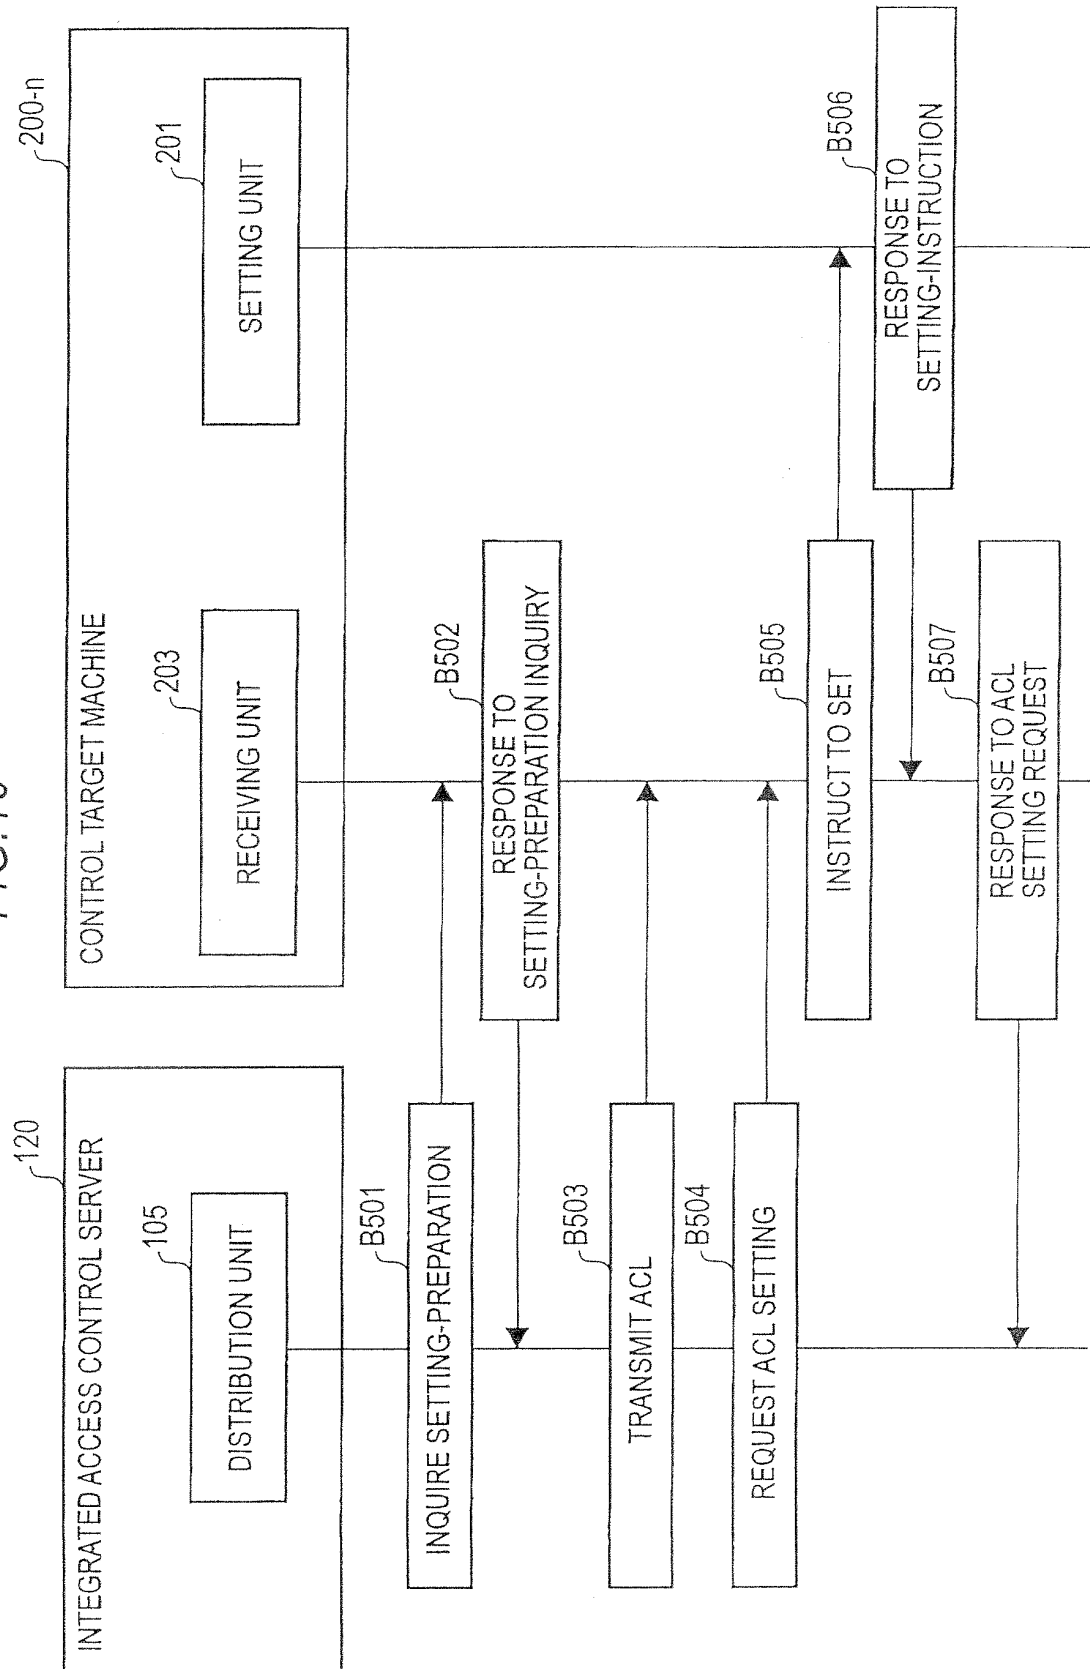 120
INTEGRATED ACCESS CONTROL SERVER
105
DISTRIBUTION UNIT
200-n
CONTROL TARGET MACHINE
203
RECEIVING UNIT
201
SETTING UNIT
B501
INQUIRE SETTING-PREPARATION
B502
RESPONSE TO
SETTING-PREPARATION INQUIRY
B503
TRANSMIT ACL
B504
REQUEST ACL SETTING
B505
INSTRUCT TO SET
B506
RESPONSE TO
SETTING-INSTRUCTION
B507
RESPONSE TO ACL
SETTING REQUEST